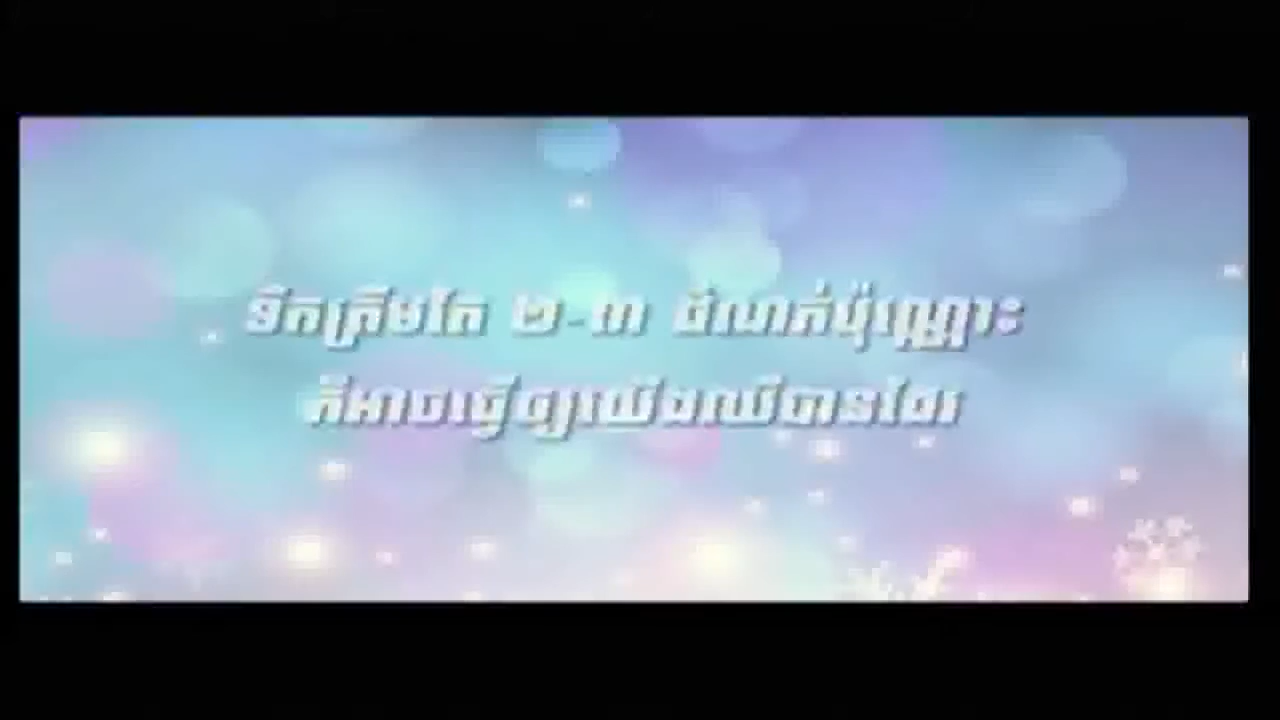 ទឹកត្រឹមតែ ២-៣ ដំណក់ប៉ុណ្ណោះ
ក៏អាចធ្វើឲ្យយើងឈឺបានដែរ